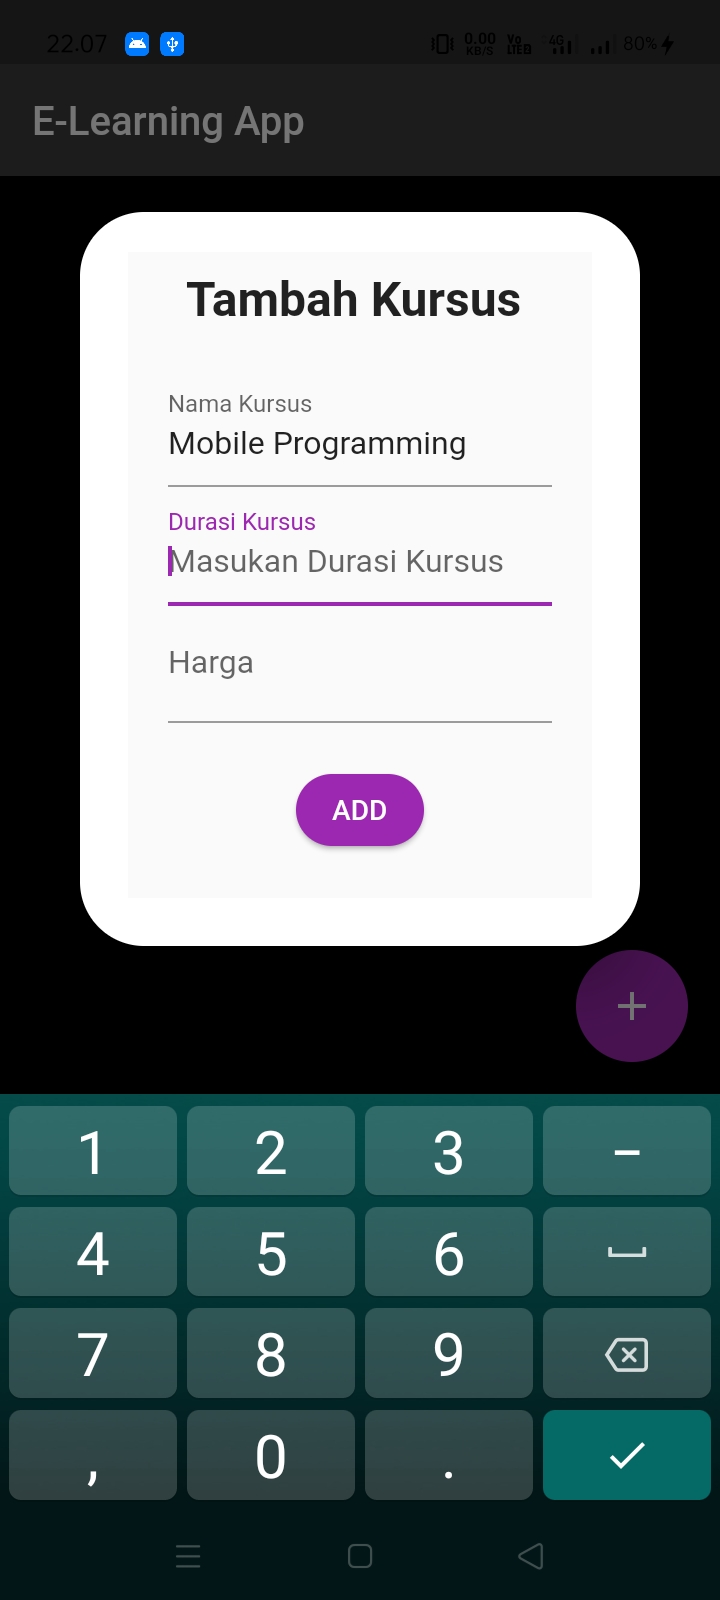 22.07 0.00 KB/S Vo LTE 4G 80%
E-Learning App
Tambah Kursus
Nama Kursus
Mobile Programming
Durasi Kursus
Masukan Durasi Kursus
Harga
ADD
+
1 2 3 –
4 5 6
7 8 9
, 0 .